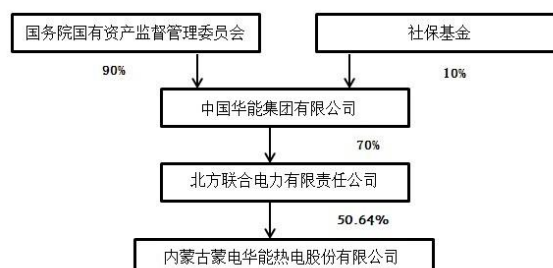 国务院国有资产监督管理委员会
社保基金
90%
10%
中国华能集团有限公司
70%
北方联合电力有限责任公司
50.64%
内蒙古蒙电华能热电股份有限公司